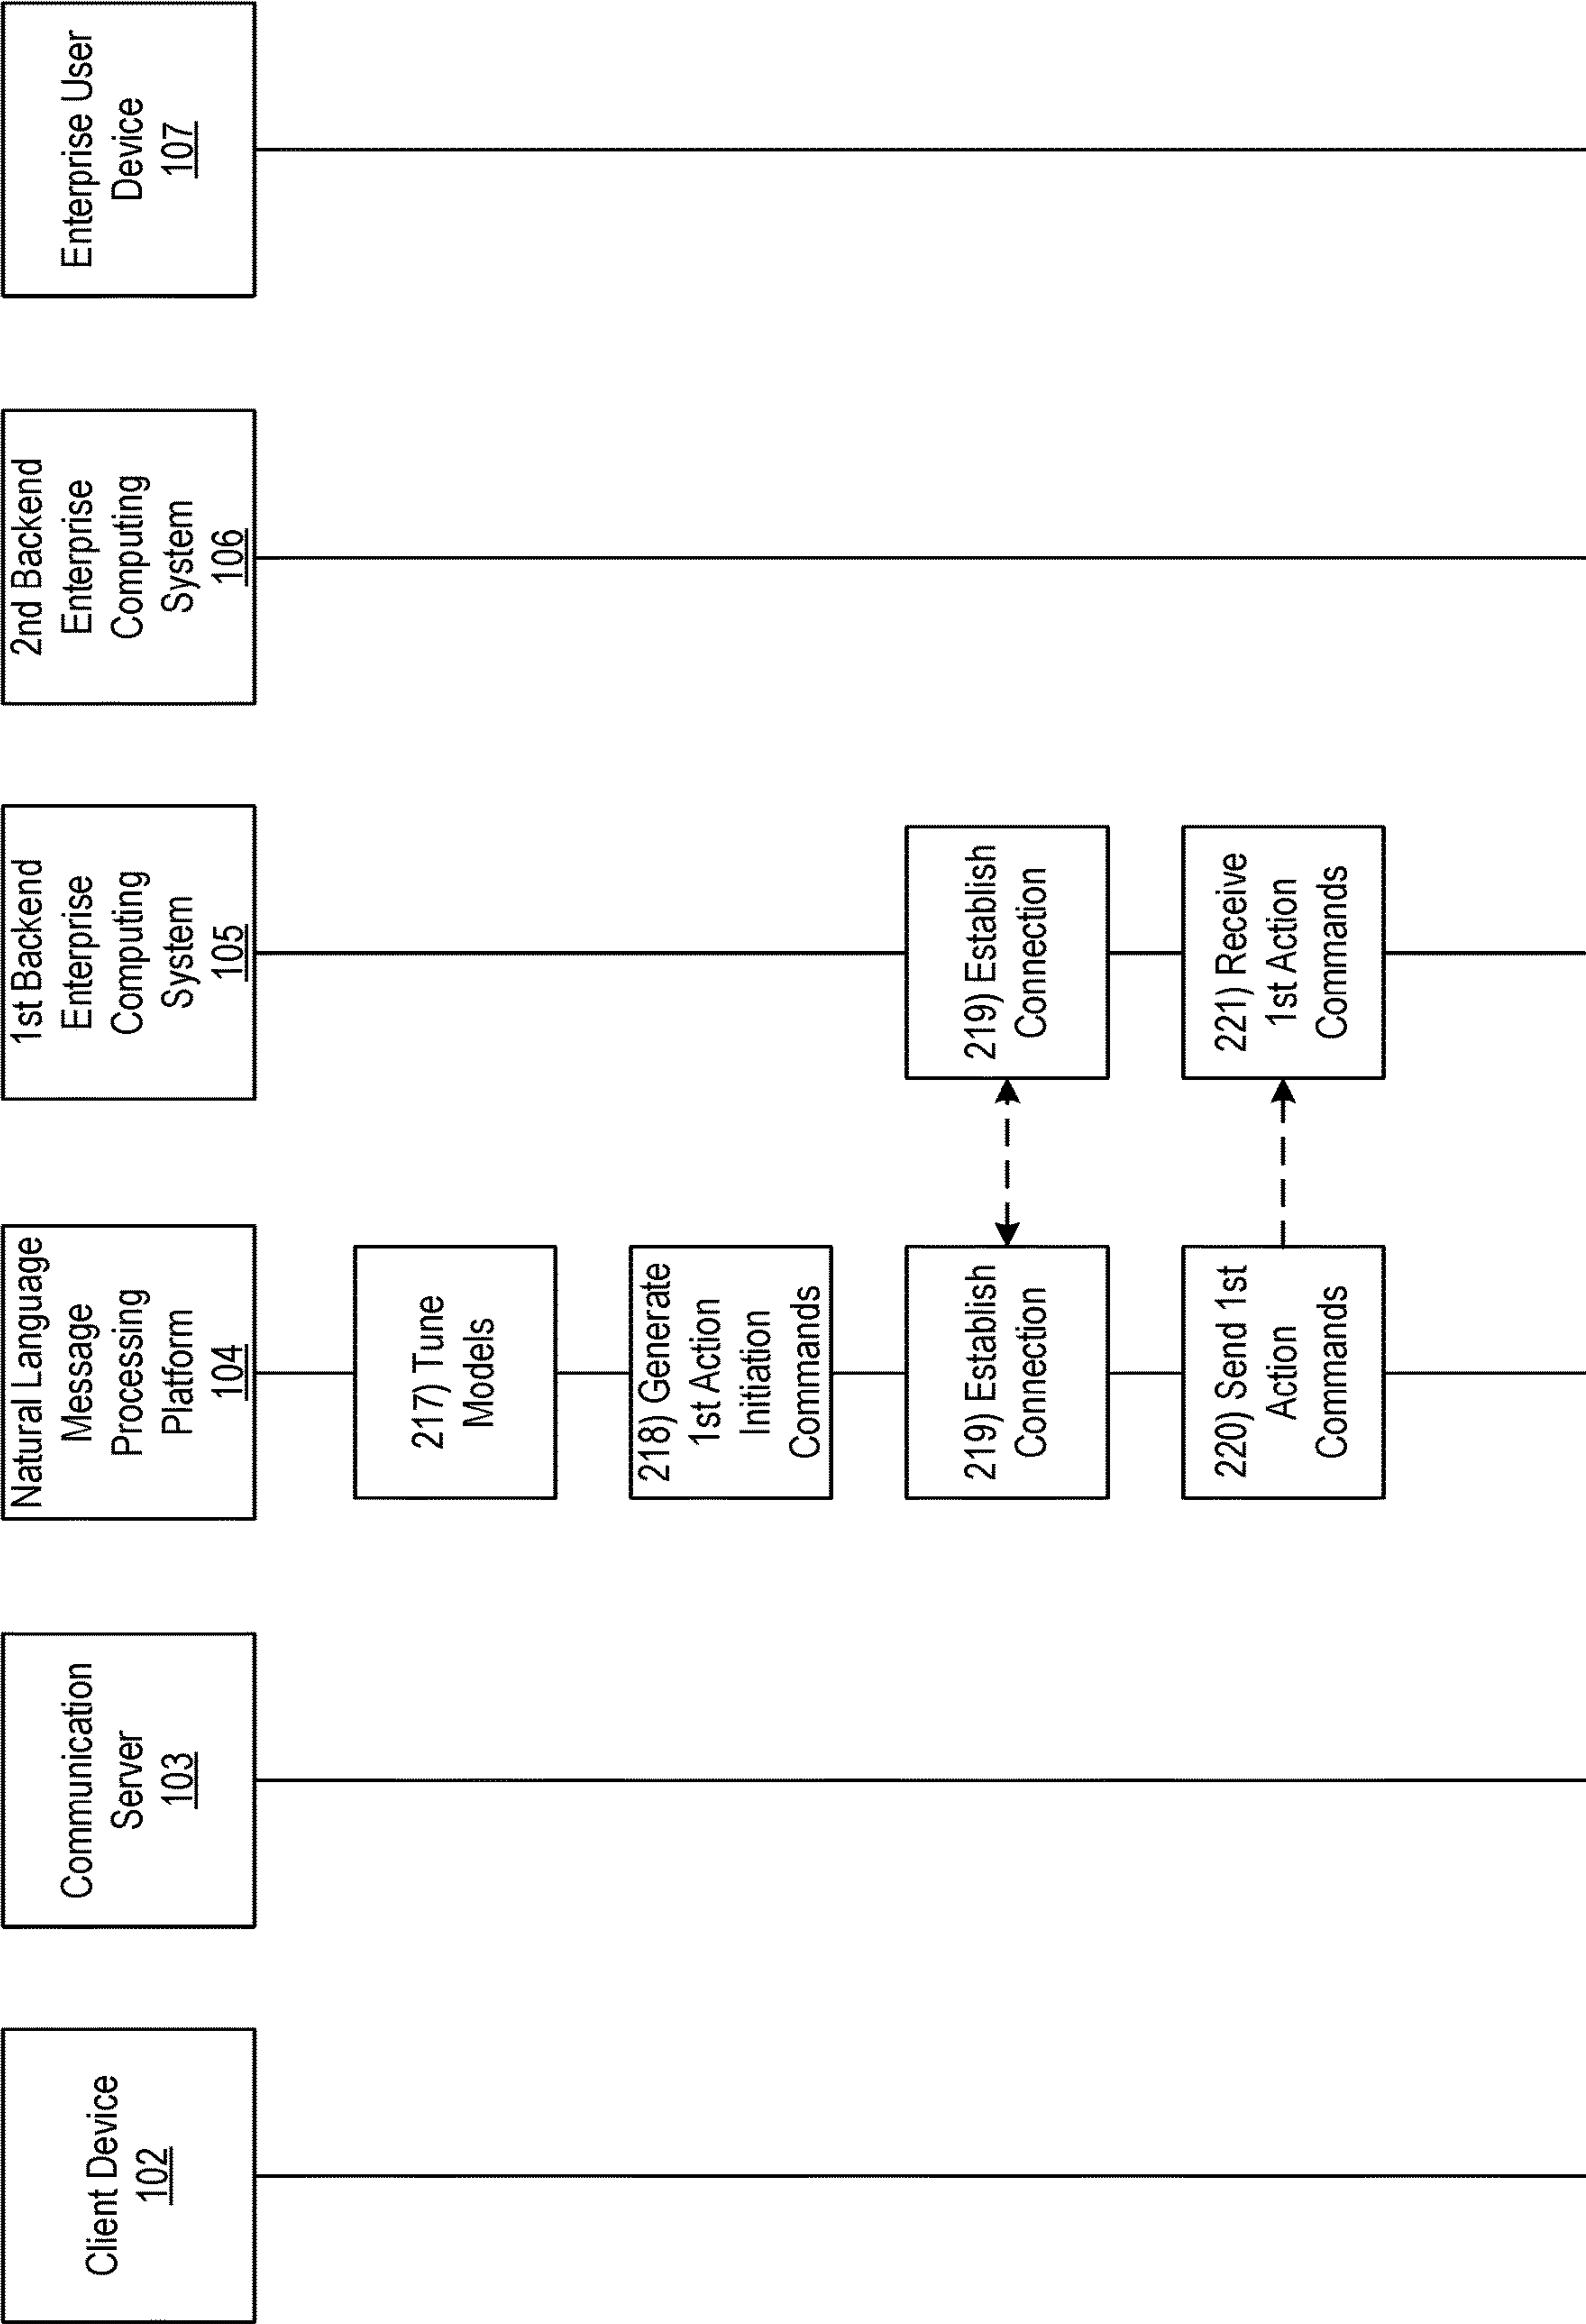 Client Device
102
Communication
Server
103
Natural Language
Message
Processing
Platform
104
1st Backend
Enterprise
Computing
System
105
2nd Backend
Enterprise
Computing
System
106
Enterprise User
Device
107
217) Tune
Models
218) Generate
1st Action
Initiation
Commands
219) Establish
Connection
219) Establish
Connection
220) Send 1st
Action
Commands
221) Receive
1st Action
Commands